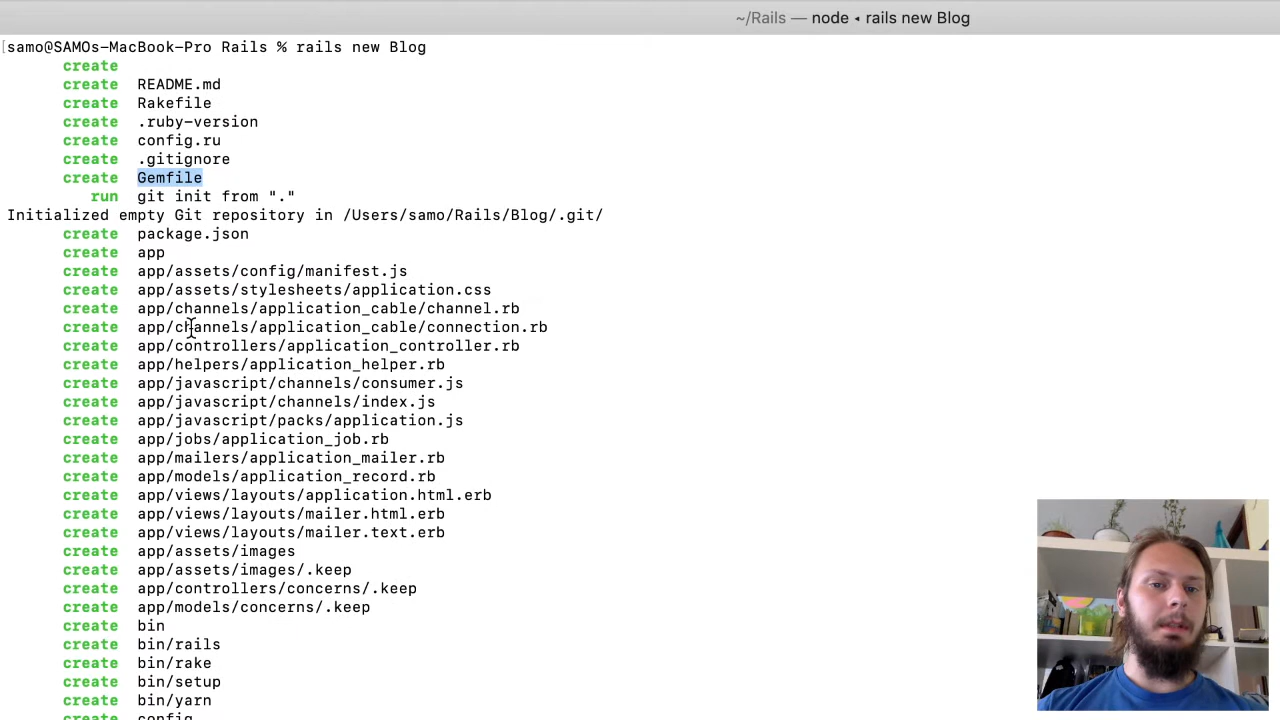 ~/Rails — node ◂ rails new Blog
[samo@SAMOs-MacBook-Pro Rails % rails new Blog
create
create README.md
create Rakefile
create .ruby-version
create config.ru
create .gitignore
create Gemfile
run git init from "."
Initialized empty Git repository in /Users/samo/Rails/Blog/.git/
create package.json
create app
create app/assets/config/manifest.js
create app/assets/stylesheets/application.css
create app/channels/application_cable/channel.rb
create app/channels/application_cable/connection.rb
create app/controllers/application_controller.rb
create app/helpers/application_helper.rb
create app/javascript/channels/consumer.js
create app/javascript/channels/index.js
create app/javascript/packs/application.js
create app/jobs/application_job.rb
create app/mailers/application_mailer.rb
create app/models/application_record.rb
create app/views/layouts/application.html.erb
create app/views/layouts/mailer.html.erb
create app/views/layouts/mailer.text.erb
create app/assets/images
create app/assets/images/.keep
create app/controllers/concerns/.keep
create app/models/concerns/.keep
create bin
create bin/rails
create bin/rake
create bin/setup
create bin/yarn
create config